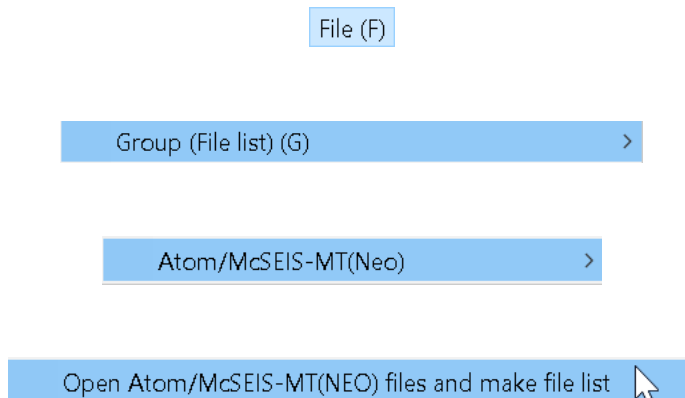 File (F)
Group (File list) (G)
Atom/McSEIS-MT(Neo)
Open Atom/McSEIS-MT(NEO) files and make file list